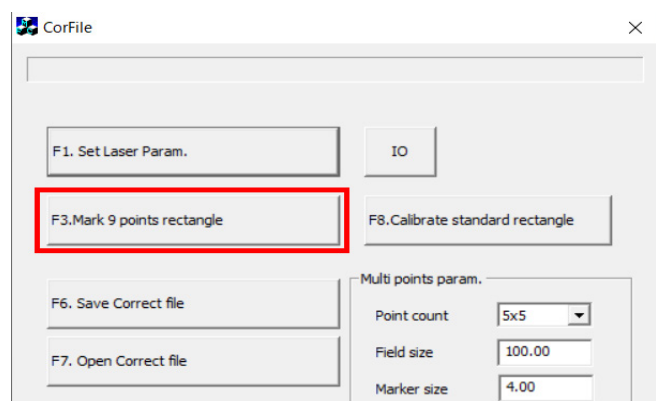 CorFile
F1. Set Laser Param.
IO
F3.Mark 9 points rectangle
F8.Calibrate standard rectangle
F6. Save Correct file
F7. Open Correct file
Multi points param.
Point count 5x5
Field size 100.00
Marker size 4.00